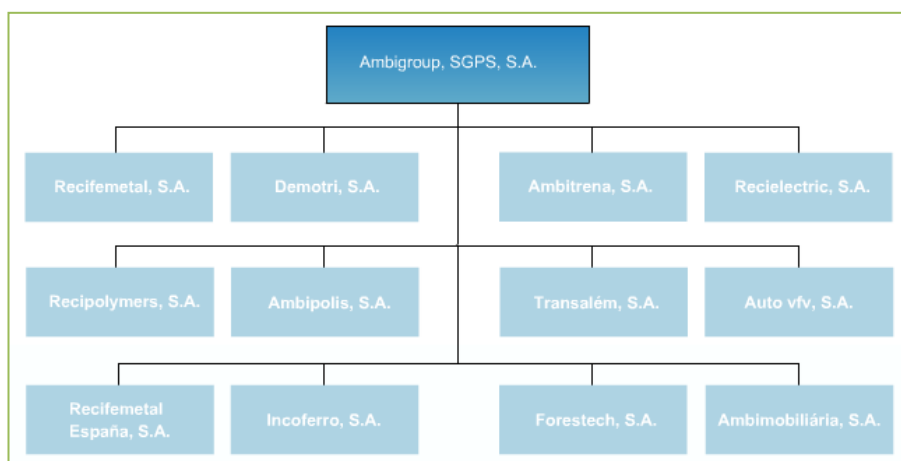 Ambigroup, SGPS, S.A.
Recifemetal, S.A.
Demotri, S.A.
Ambitrena, S.A.
Recielectric, S.A.
Recipolymers, S.A.
Ambipolis, S.A.
Transalém, S.A.
Auto vfv, S.A.
Recifemetal
España, S.A.
Incoferro, S.A.
Forestech, S.A.
Ambimobiliária, S.A.